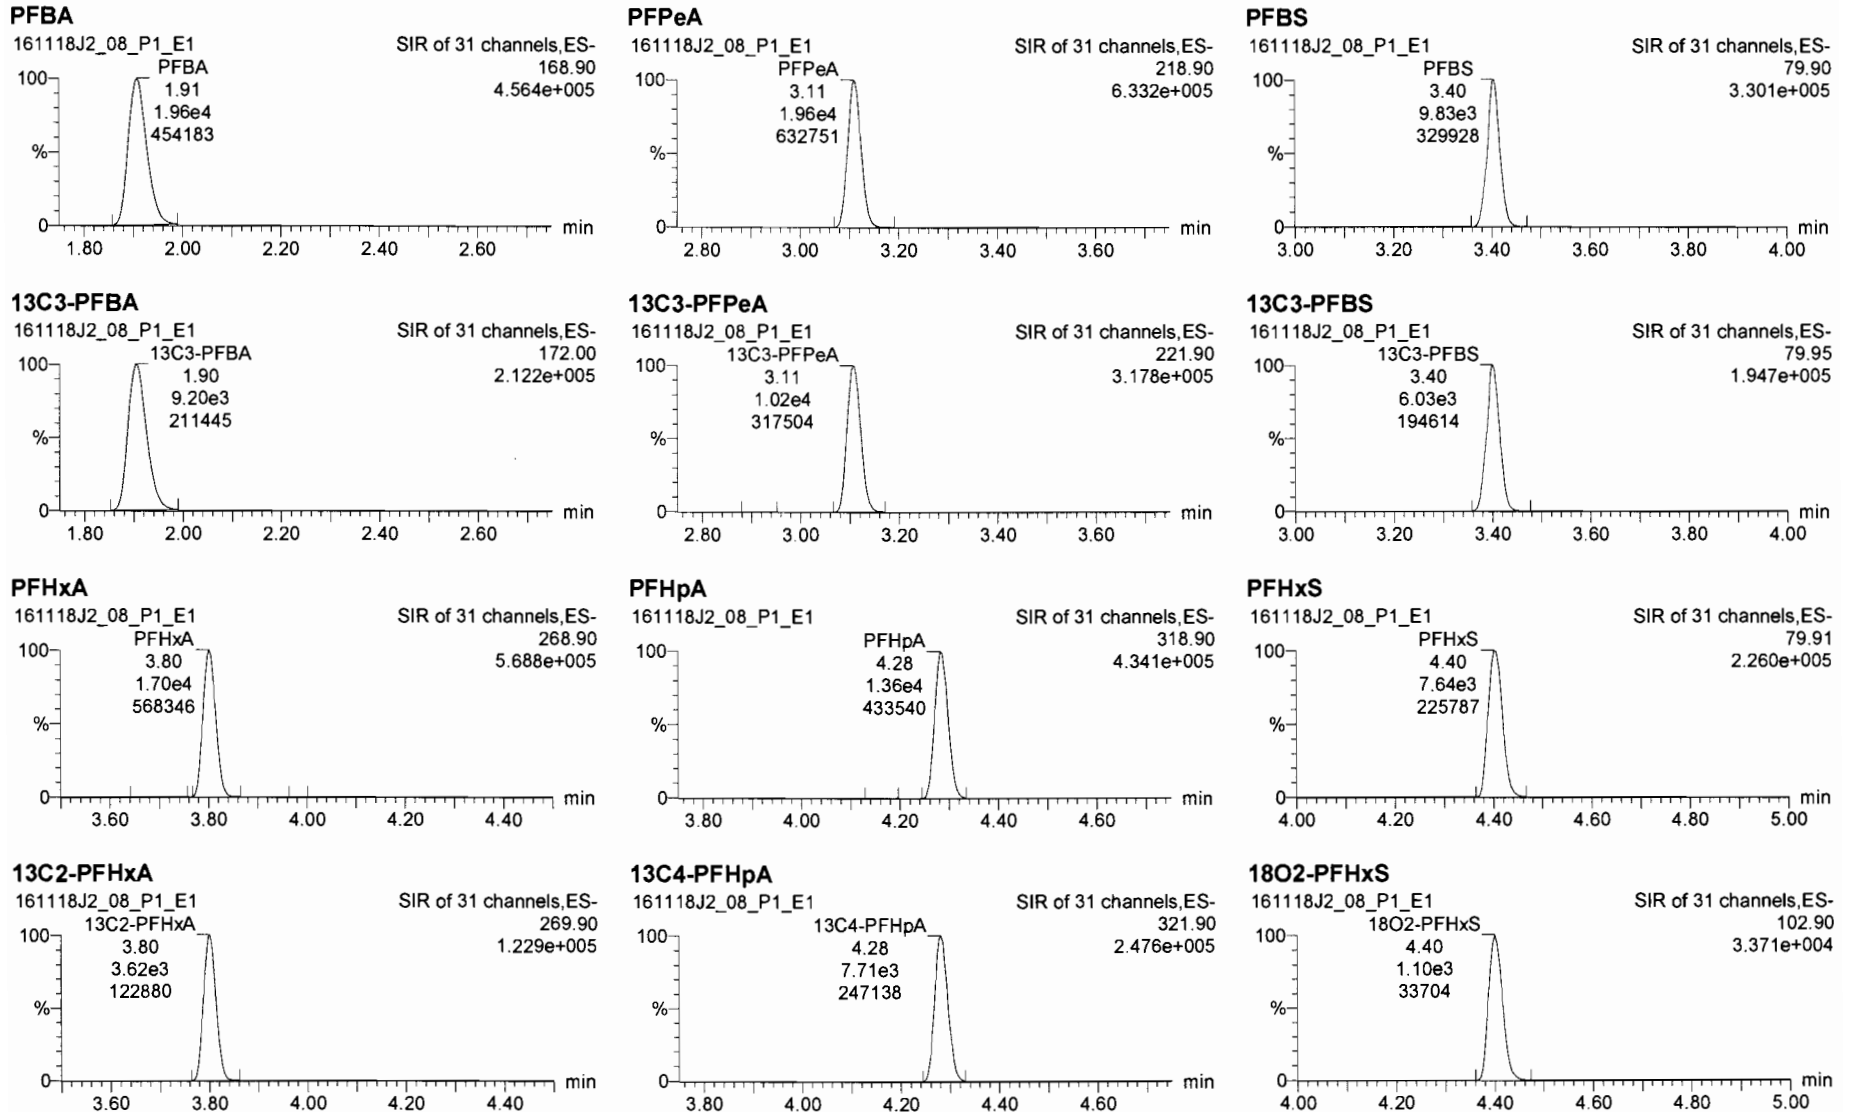 PFBA
161118J2_08_P1_E1
SIR of 31 channels,ES-
168.90
4.564e+005
PFBA
1.91
1.96e4
454183
100
%
0
1.80 2.00 2.20 2.40 2.60
min
PFPeA
161118J2_08_P1_E1
SIR of 31 channels,ES-
218.90
6.332e+005
PFPeA
3.11
1.96e4
632751
100
%
0
2.80 3.00 3.20 3.40 3.60
min
PFBS
161118J2_08_P1_E1
SIR of 31 channels,ES-
79.90
3.301e+005
PFBS
3.40
9.83e3
329928
100
%
0
3.00 3.20 3.40 3.60 3.80 4.00
min
13C3-PFBA
161118J2_08_P1_E1
SIR of 31 channels,ES-
172.00
2.122e+005
13C3-PFBA
1.90
9.20e3
211445
100
%
0
1.80 2.00 2.20 2.40 2.60
min
13C3-PFPeA
161118J2_08_P1_E1
SIR of 31 channels,ES-
221.90
3.178e+005
13C3-PFPeA
3.11
1.02e4
317504
100
%
0
2.80 3.00 3.20 3.40 3.60
min
13C3-PFBS
161118J2_08_P1_E1
SIR of 31 channels,ES-
79.95
1.947e+005
13C3-PFBS
3.40
6.03e3
194614
100
%
0
3.00 3.20 3.40 3.60 3.80 4.00
min
PFHxA
161118J2_08_P1_E1
SIR of 31 channels,ES-
268.90
5.688e+005
PFHxA
3.80
1.70e4
568346
100
%
0
3.60 3.80 4.00 4.20 4.40
min
PFHpA
161118J2_08_P1_E1
SIR of 31 channels,ES-
318.90
4.341e+005
PFHpA
4.28
1.36e4
433540
100
%
0
3.80 4.00 4.20 4.40 4.60
min
PFHxS
161118J2_08_P1_E1
SIR of 31 channels,ES-
79.91
2.260e+005
PFHxS
4.40
7.64e3
225787
100
%
0
4.00 4.20 4.40 4.60 4.80 5.00
min
13C2-PFHxA
161118J2_08_P1_E1
SIR of 31 channels,ES-
269.90
1.229e+005
13C2-PFHxA
3.80
3.62e3
122880
100
%
0
3.60 3.80 4.00 4.20 4.40
min
13C4-PFHpA
161118J2_08_P1_E1
SIR of 31 channels,ES-
321.90
2.476e+005
13C4-PFHpA
4.28
7.71e3
247138
100
%
0
3.80 4.00 4.20 4.40 4.60
min
18O2-PFHxS
161118J2_08_P1_E1
SIR of 31 channels,ES-
102.90
3.371e+004
18O2-PFHxS
4.40
1.10e3
33704
100
%
0
4.00 4.20 4.40 4.60 4.80 5.00
min